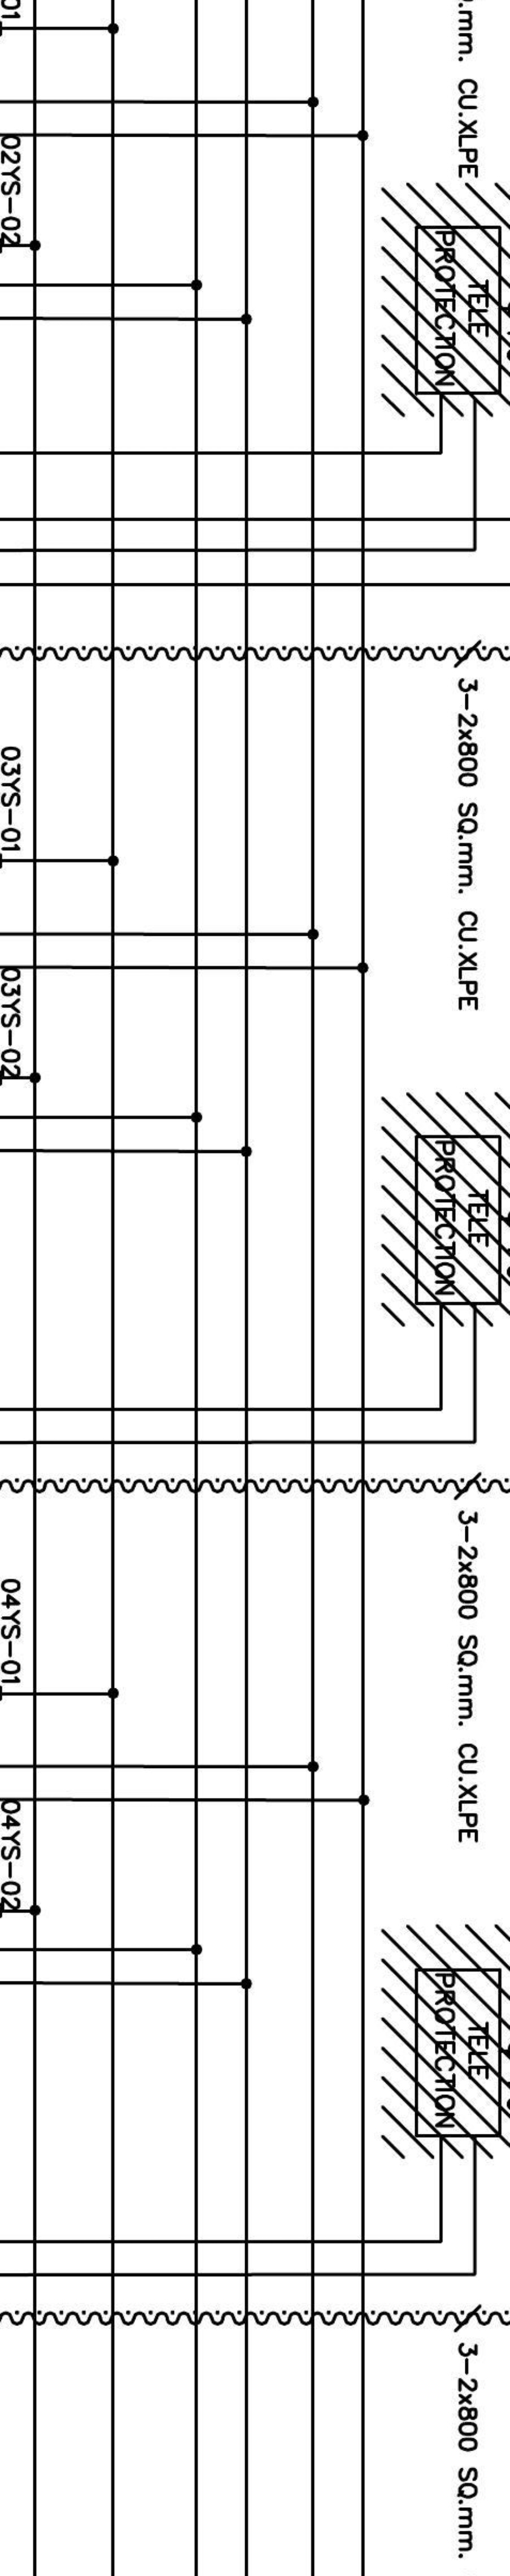 01
.mm. CU.XLPE
02YS-02
TELE
PROTECTION
3-2x800 SQ.mm. CU.XLPE
03YS-01
03YS-02
TELE
PROTECTION
3-2x800 SQ.mm. CU.XLPE
04YS-01
04YS-02
TELE
PROTECTION
3-2x800 SQ.mm.